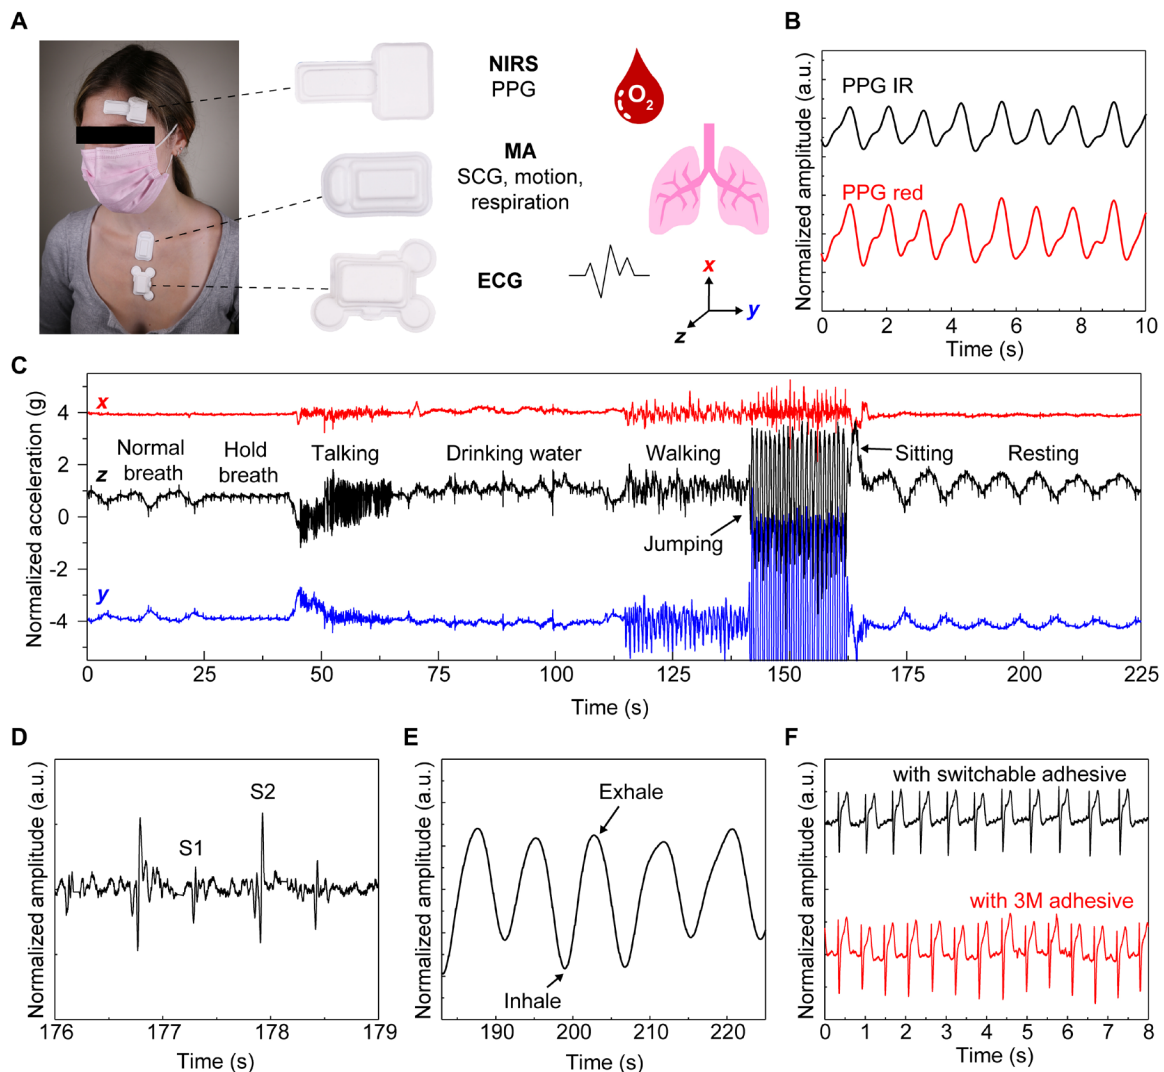 A
NIRS
PPG
O2
MA
SCG, motion,
respiration
ECG
x
y
z
B
Normalized amplitude (a.u.)
PPG IR
PPG red
0 2 4 6 8 10
Time (s)
C
Normalized acceleration (g)
4
2
0
-2
-4
x
z
y
Normal
breath
Hold
breath
Talking
Drinking water
Walking
Jumping
Sitting
Resting
0 25 50 75 100 125 150 175 200 225
Time (s)
D
Normalized amplitude (a.u.)
S1
S2
176 177 178 179
Time (s)
E
Normalized amplitude (a.u.)
Exhale
Inhale
190 200 210 220
Time (s)
F
Normalized amplitude (a.u.)
with switchable adhesive
with 3M adhesive
0 1 2 3 4 5 6 7 8
Time (s)